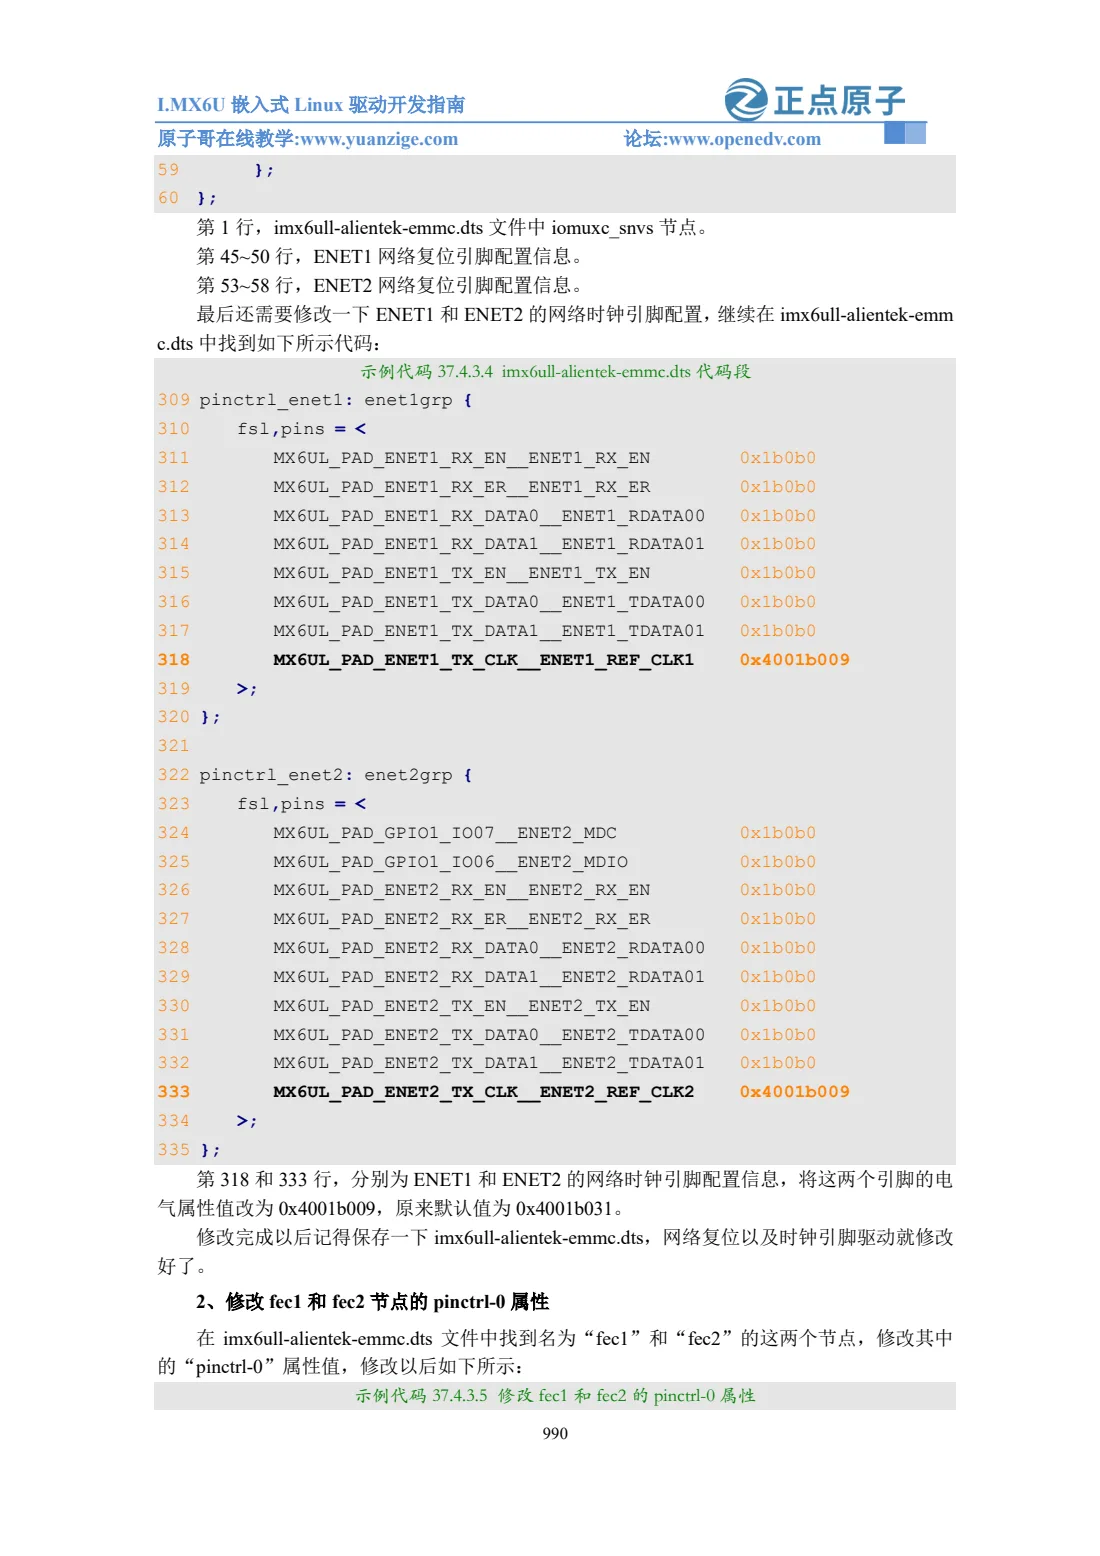 I.MX6U 嵌入式 Linux 驱动开发指南
正点原子
原子哥在线教学:www.yuanzige.com 论坛:www.openedv.com
59 };
60 };
第 1 行，imx6ull-alientek-emmc.dts 文件中 iomuxc_snvs 节点。
第 45~50 行，ENET1 网络复位引脚配置信息。
第 53~58 行，ENET2 网络复位引脚配置信息。
最后还需要修改一下 ENET1 和 ENET2 的网络时钟引脚配置，继续在 imx6ull-alientek-emm
c.dts 中找到如下所示代码：
示例代码 37.4.3.4 imx6ull-alientek-emmc.dts 代码段
309 pinctrl_enet1: enet1grp {
310 fsl,pins = <
311 MX6UL_PAD_ENET1_RX_EN__ENET1_RX_EN 0x1b0b0
312 MX6UL_PAD_ENET1_RX_ER__ENET1_RX_ER 0x1b0b0
313 MX6UL_PAD_ENET1_RX_DATA0__ENET1_RDATA00 0x1b0b0
314 MX6UL_PAD_ENET1_RX_DATA1__ENET1_RDATA01 0x1b0b0
315 MX6UL_PAD_ENET1_TX_EN__ENET1_TX_EN 0x1b0b0
316 MX6UL_PAD_ENET1_TX_DATA0__ENET1_TDATA00 0x1b0b0
317 MX6UL_PAD_ENET1_TX_DATA1__ENET1_TDATA01 0x1b0b0
318 MX6UL_PAD_ENET1_TX_CLK__ENET1_REF_CLK1 0x4001b009
319 >;
320 };
321
322 pinctrl_enet2: enet2grp {
323 fsl,pins = <
324 MX6UL_PAD_GPIO1_IO07__ENET2_MDC 0x1b0b0
325 MX6UL_PAD_GPIO1_IO06__ENET2_MDIO 0x1b0b0
326 MX6UL_PAD_ENET2_RX_EN__ENET2_RX_EN 0x1b0b0
327 MX6UL_PAD_ENET2_RX_ER__ENET2_RX_ER 0x1b0b0
328 MX6UL_PAD_ENET2_RX_DATA0__ENET2_RDATA00 0x1b0b0
329 MX6UL_PAD_ENET2_RX_DATA1__ENET2_RDATA01 0x1b0b0
330 MX6UL_PAD_ENET2_TX_EN__ENET2_TX_EN 0x1b0b0
331 MX6UL_PAD_ENET2_TX_DATA0__ENET2_TDATA00 0x1b0b0
332 MX6UL_PAD_ENET2_TX_DATA1__ENET2_TDATA01 0x1b0b0
333 MX6UL_PAD_ENET2_TX_CLK__ENET2_REF_CLK2 0x4001b009
334 >;
335 };
第 318 和 333 行，分别为 ENET1 和 ENET2 的网络时钟引脚配置信息，将这两个引脚的电
气属性值改为 0x4001b009，原来默认值为 0x4001b031。
修改完成以后记得保存一下 imx6ull-alientek-emmc.dts，网络复位以及时钟引脚驱动就修改
好了。
2、修改 fec1 和 fec2 节点的 pinctrl-0 属性
在 imx6ull-alientek-emmc.dts 文件中找到名为“fec1”和“fec2”的这两个节点，修改其中
的“pinctrl-0”属性值，修改以后如下所示：
示例代码 37.4.3.5 修改 fec1 和 fec2 的 pinctrl-0 属性
990